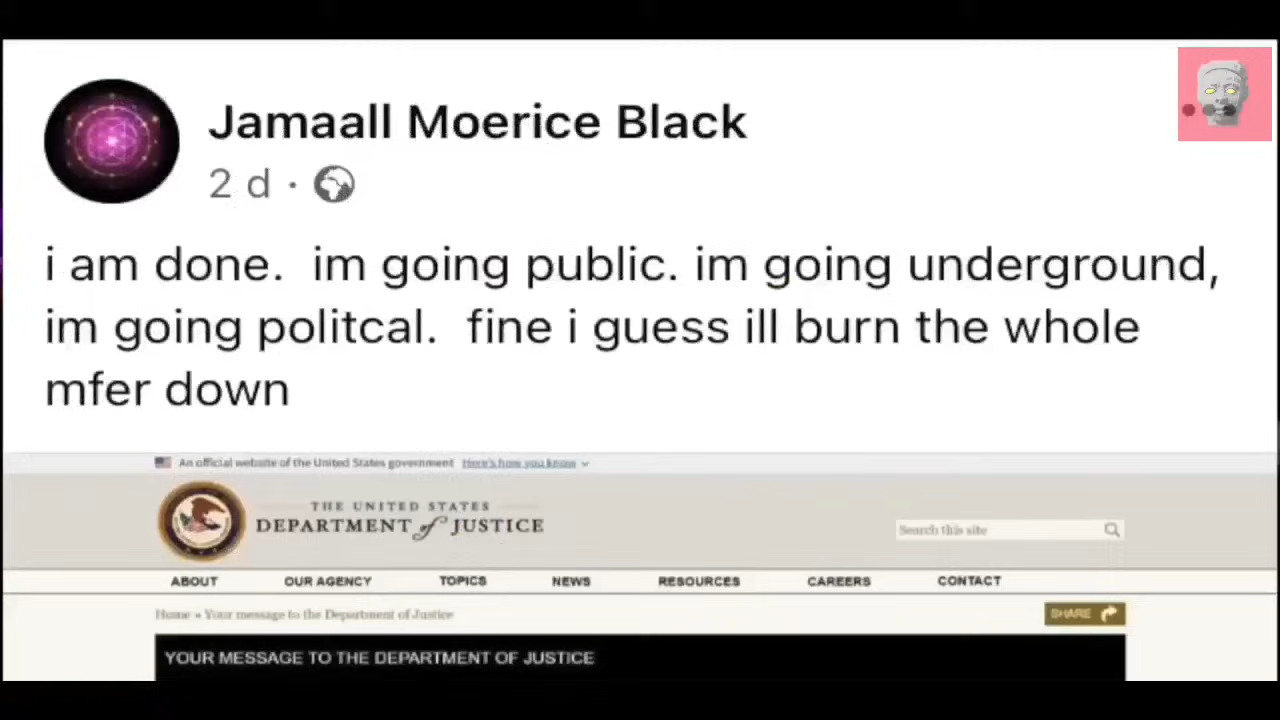 Jamaall Moerice Black
2 d ·
i am done.  im going public. im going underground,
im going politcal.  fine i guess ill burn the whole
mfer down
An official website of the United States government Here's how you know
THE UNITED STATES
DEPARTMENT of JUSTICE
Search this site
ABOUT OUR AGENCY TOPICS NEWS RESOURCES CAREERS CONTACT
Home » Your message to the Department of Justice
SHARE
YOUR MESSAGE TO THE DEPARTMENT OF JUSTICE